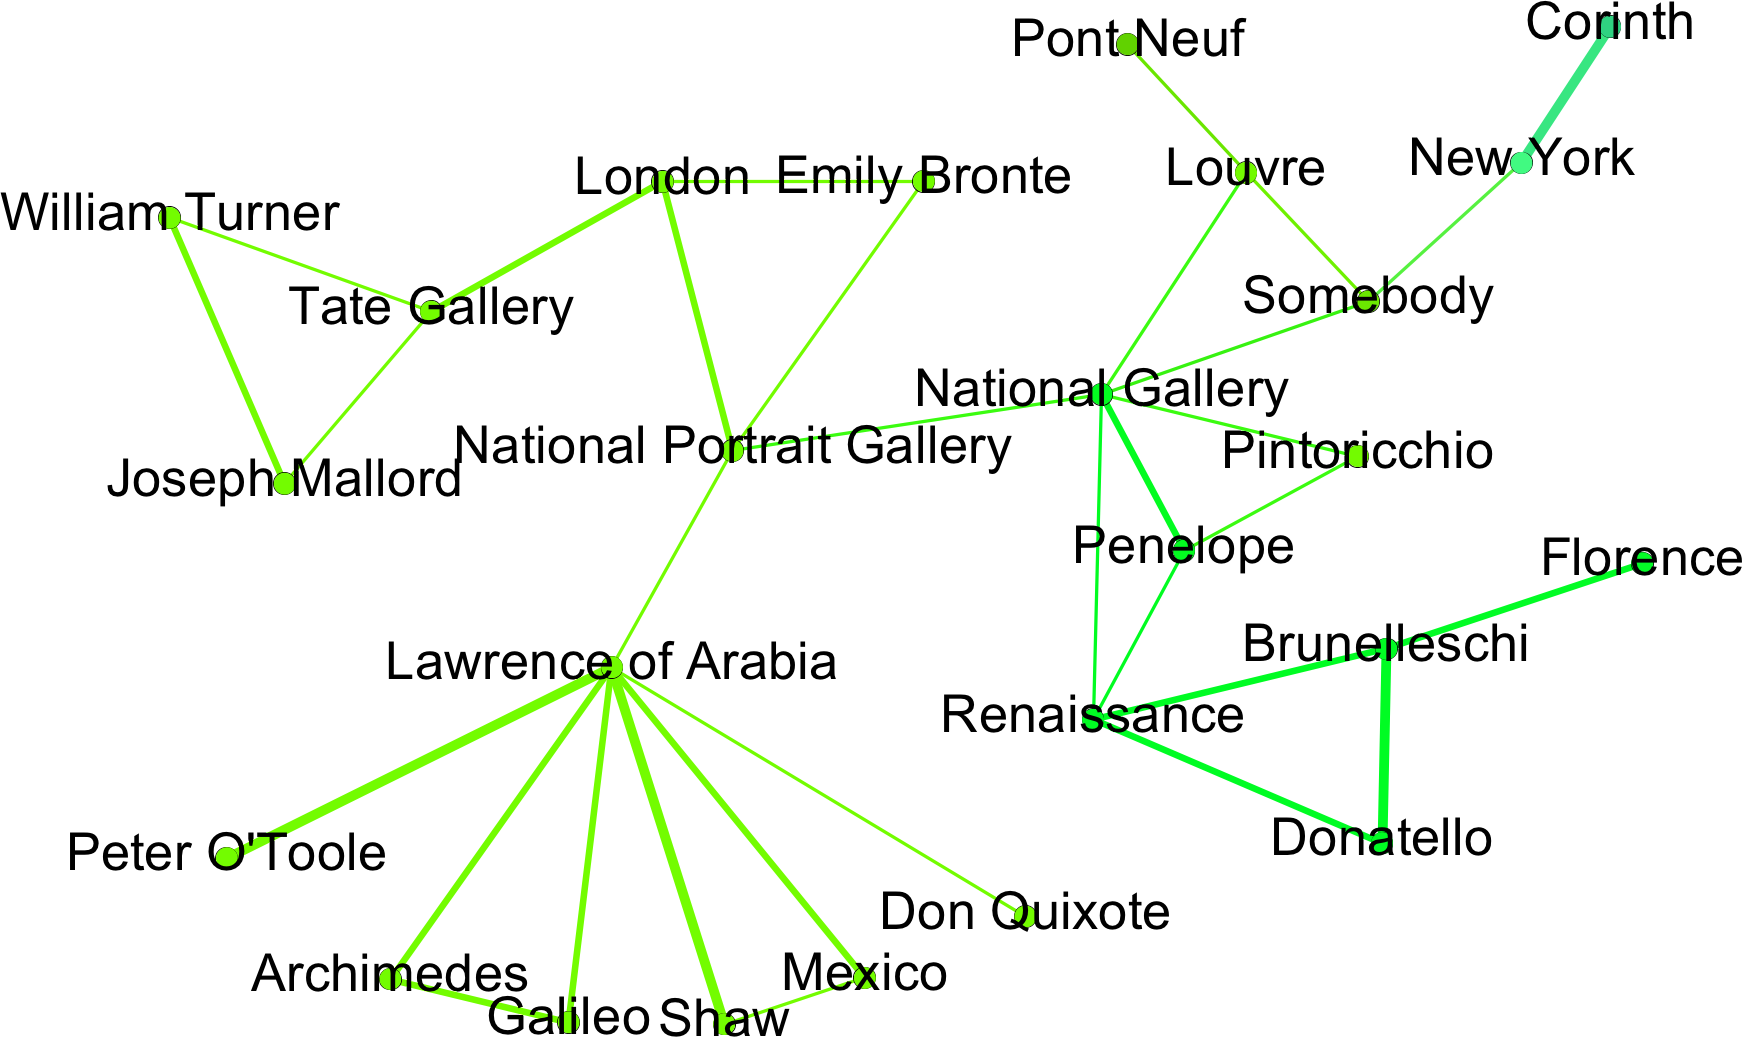 Corinth
Pont Neuf
New York
Louvre
London
Emily Bronte
William Turner
Somebody
Tate Gallery
National Gallery
National Portrait Gallery
Pintoricchio
Joseph Mallord
Penelope
Florence
Brunelleschi
Lawrence of Arabia
Renaissance
Donatello
Peter O'Toole
Don Quixote
Archimedes
Mexico
Galileo
Shaw